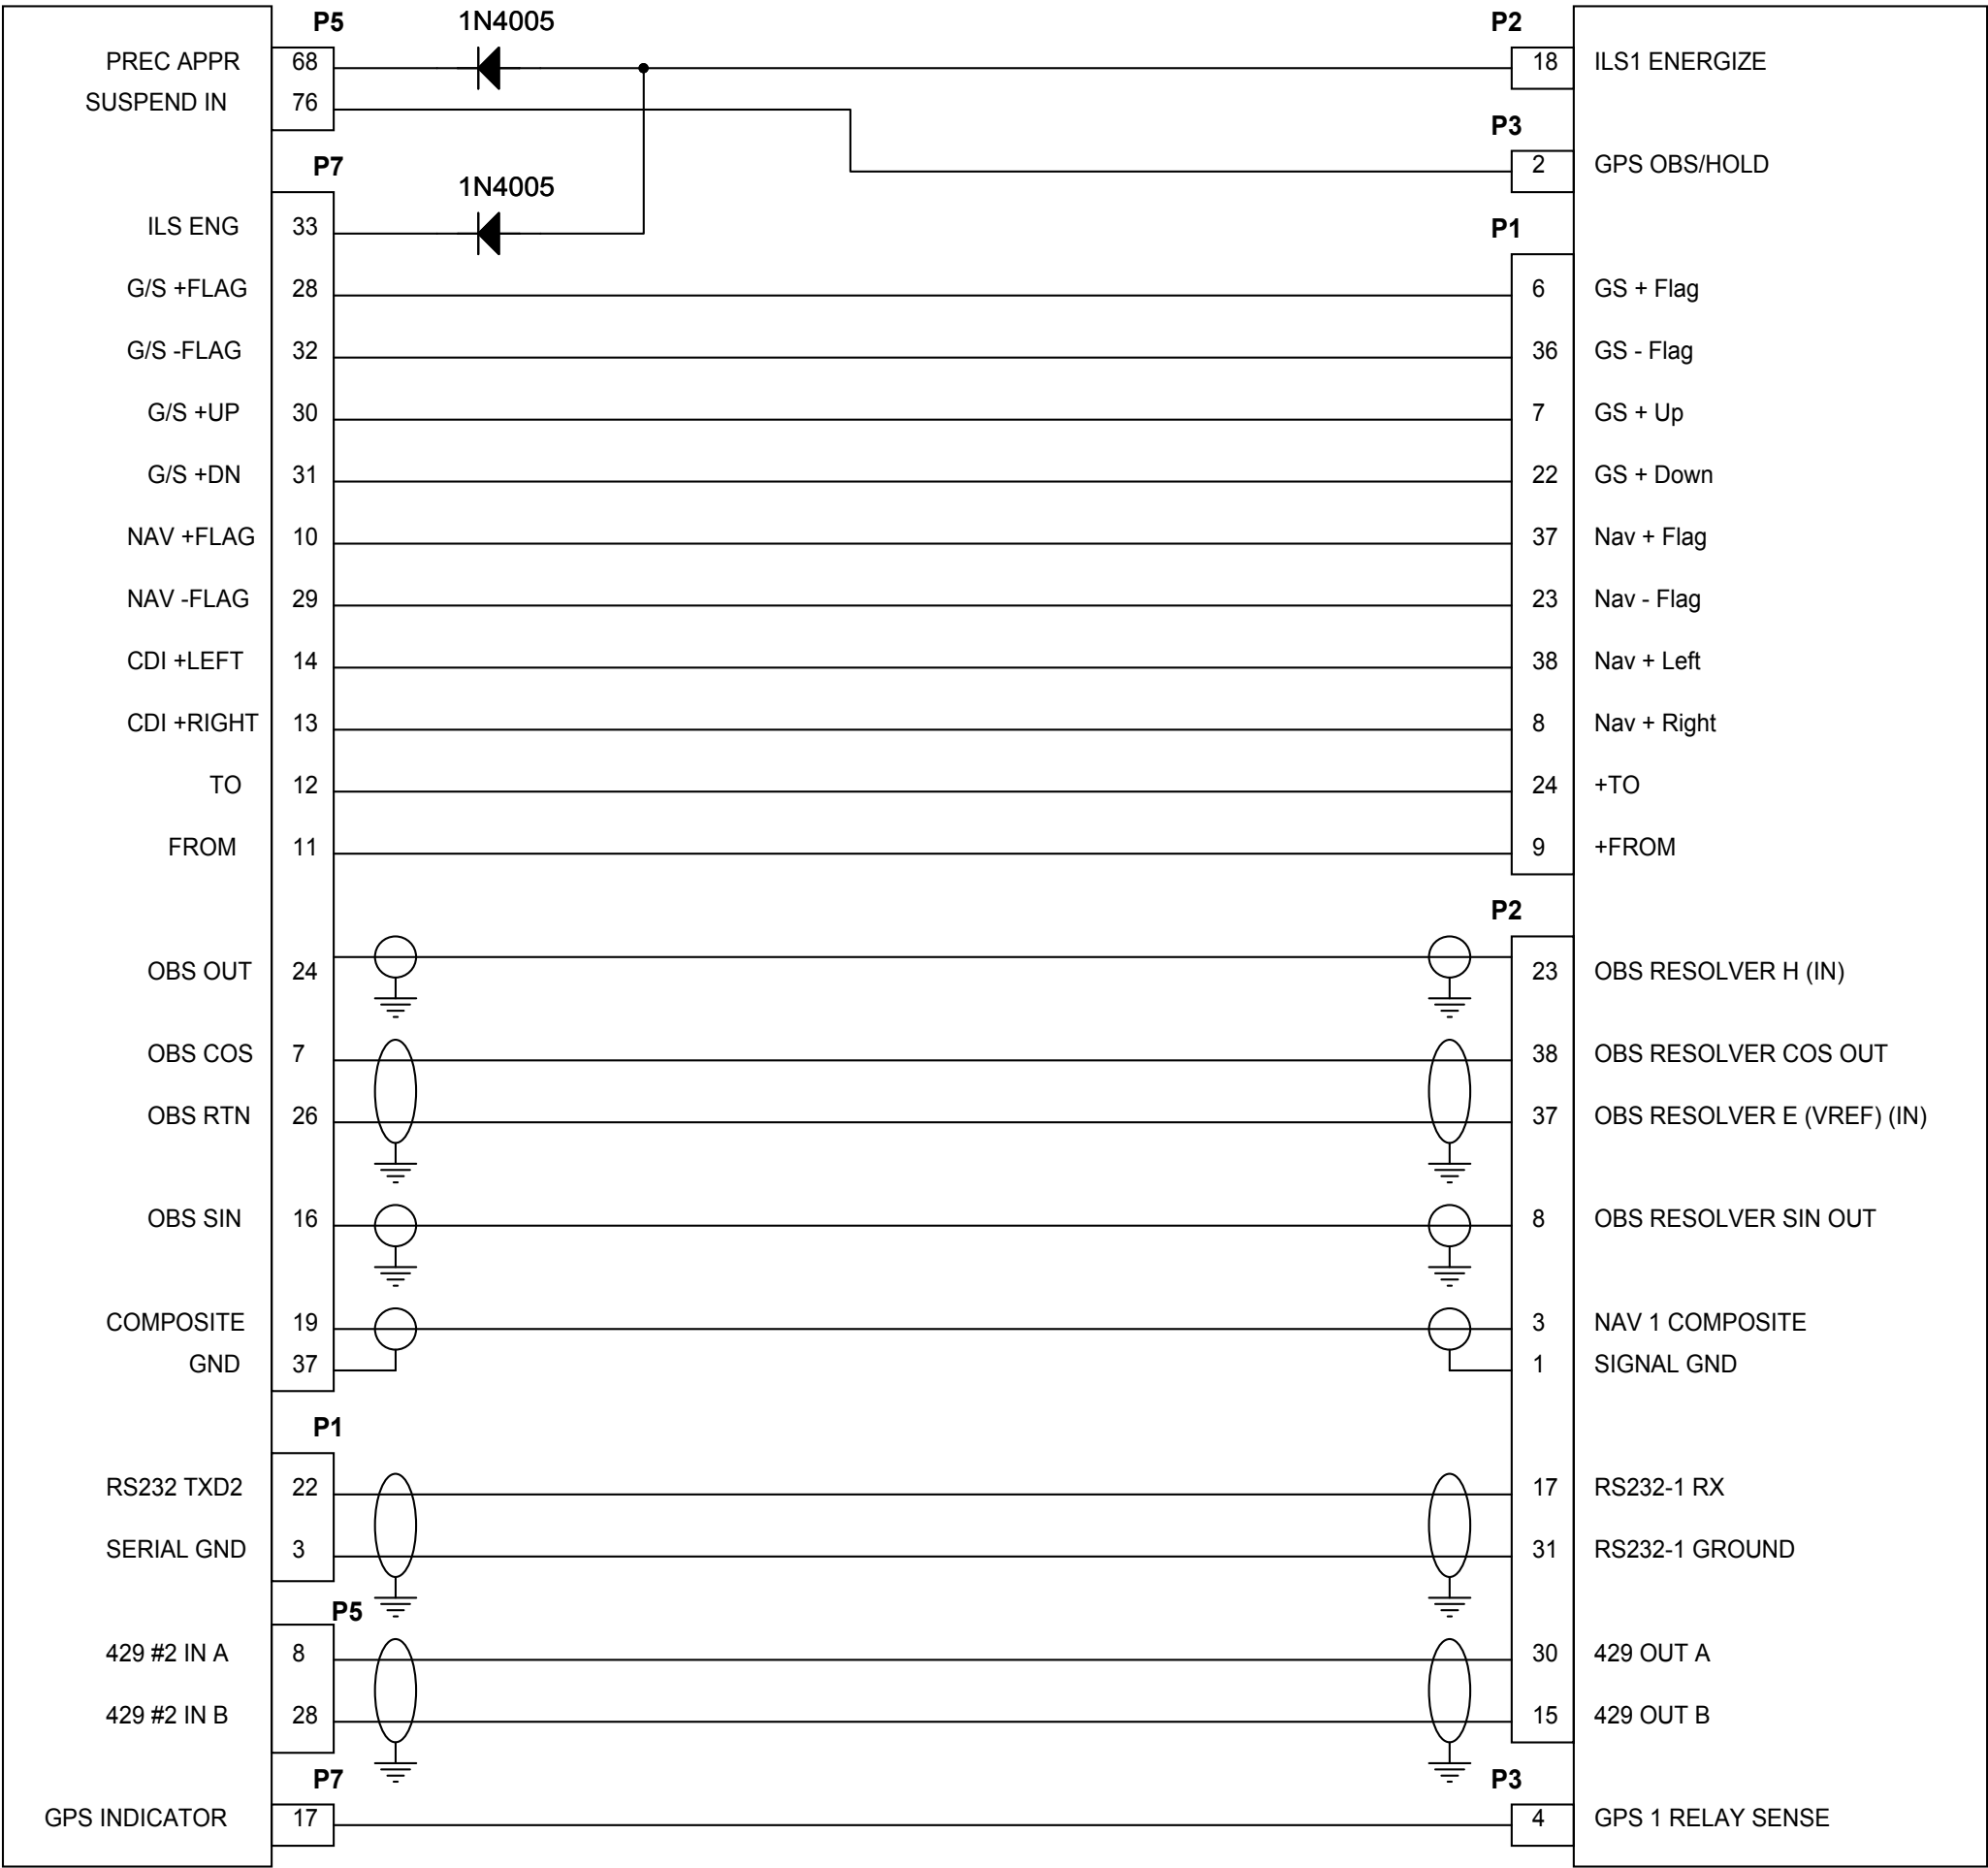 P5 1N4005 P2
PREC APPR 68 18 ILS1 ENERGIZE
SUSPEND IN 76
P3
P7 2 GPS OBS/HOLD
1N4005
ILS ENG 33 P1
G/S +FLAG 28 6 GS + Flag
G/S -FLAG 32 36 GS - Flag
G/S +UP 30 7 GS + Up
G/S +DN 31 22 GS + Down
NAV +FLAG 10 37 Nav + Flag
NAV -FLAG 29 23 Nav - Flag
CDI +LEFT 14 38 Nav + Left
CDI +RIGHT 13 8 Nav + Right
TO 12 24 +TO
FROM 11 9 +FROM
P2
OBS OUT 24 23 OBS RESOLVER H (IN)
OBS COS 7 38 OBS RESOLVER COS OUT
OBS RTN 26 37 OBS RESOLVER E (VREF) (IN)
OBS SIN 16 8 OBS RESOLVER SIN OUT
COMPOSITE 19 3 NAV 1 COMPOSITE
GND 37 1 SIGNAL GND
P1
RS232 TXD2 22 17 RS232-1 RX
SERIAL GND 3 31 RS232-1 GROUND
P5
429 #2 IN A 8 30 429 OUT A
429 #2 IN B 28 15 429 OUT B
P7 P3
GPS INDICATOR 17 4 GPS 1 RELAY SENSE